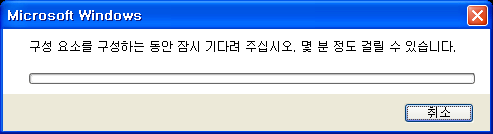 Microsoft Windows
구성 요소를 구성하는 동안 잠시 기다려 주십시오. 몇 분 정도 걸릴 수 있습니다.
취소